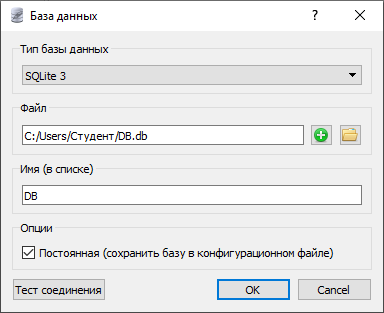 База данных
Тип базы данных
SQLite 3
Файл
C:/Users/Студент/DB.db
Имя (в списке)
DB
Опции
Постоянная (сохранить базу в конфигурационном файле)
Тест соединения
OK
Cancel